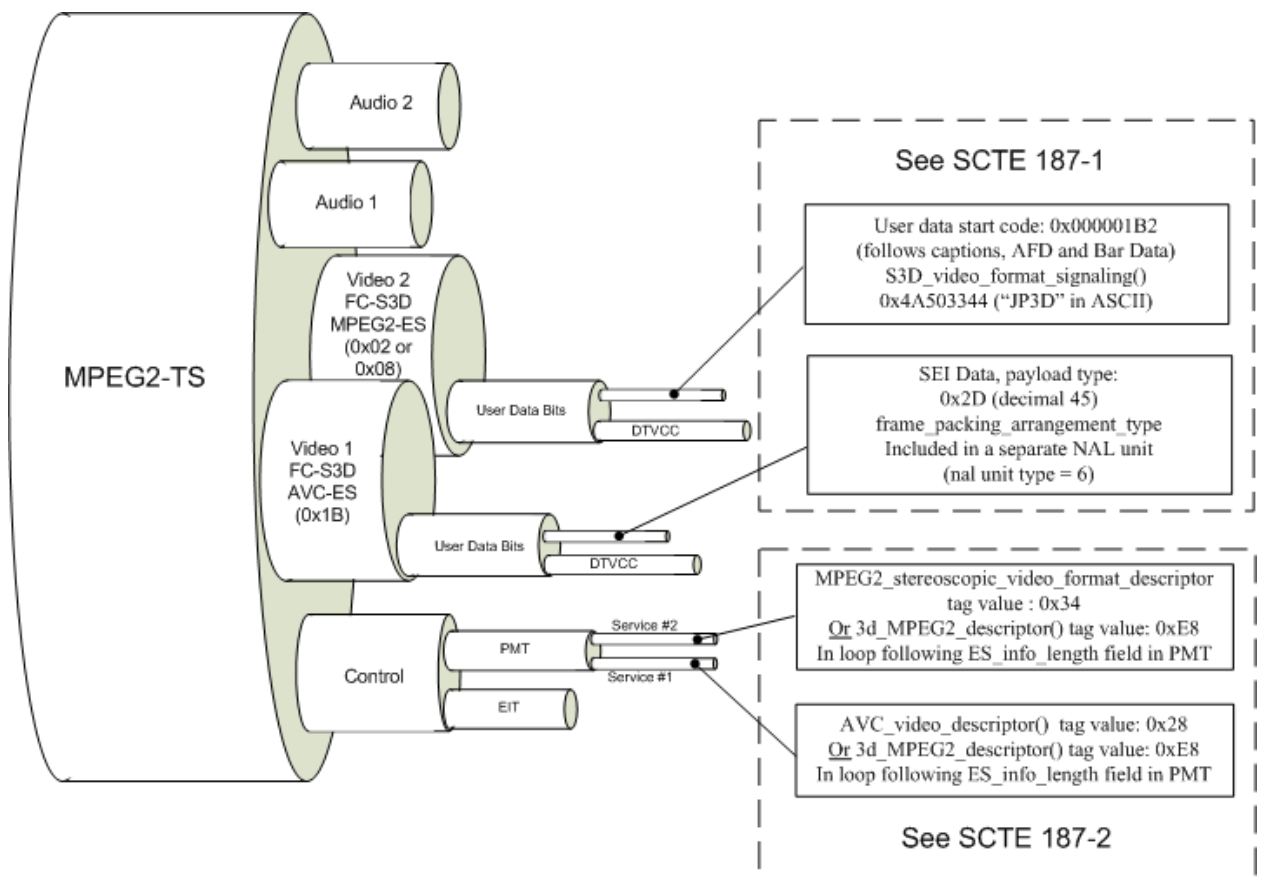 MPEG2-TS
Audio 2
Audio 1
Video 2
FC-S3D
MPEG2-ES
(0x02 or
0x08)
User Data Bits
DTVCC
Video 1
FC-S3D
AVC-ES
(0x1B)
User Data Bits
DTVCC
Control
PMT
Service #2
Service #1
EIT
See SCTE 187-1
User data start code: 0x000001B2
(follows captions, AFD and Bar Data)
S3D_video_format_signaling()
0x4A503344 (“JP3D” in ASCII)
SEI Data, payload type:
0x2D (decimal 45)
frame_packing_arrangement_type
Included in a separate NAL unit
(nal unit type = 6)
MPEG2_stereoscopic_video_format_descriptor
tag value : 0x34
Or 3d_MPEG2_descriptor() tag value: 0xE8
In loop following ES_info_length field in PMT
AVC_video_descriptor() tag value: 0x28
Or 3d_MPEG2_descriptor() tag value: 0xE8
In loop following ES_info_length field in PMT
See SCTE 187-2